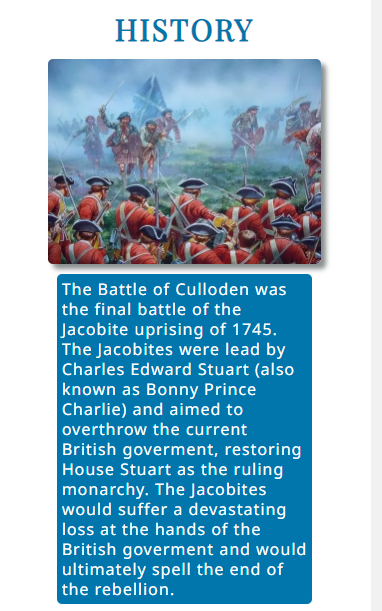 HISTORY
The Battle of Culloden was
the final battle of the
Jacobite uprising of 1745.
The Jacobites were lead by
Charles Edward Stuart (also
known as Bonny Prince
Charlie) and aimed to
overthrow the current
British goverment, restoring
House Stuart as the ruling
monarchy. The Jacobites
would suffer a devastating
loss at the hands of the
British goverment and would
ultimately spell the end of
the rebellion.